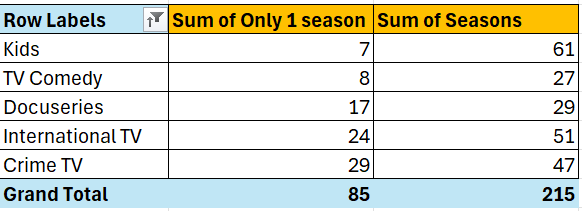 Row Labels Sum of Only 1 season Sum of Seasons
Kids 7 61
TV Comedy 8 27
Docuseries 17 29
International TV 24 51
Crime TV 29 47
Grand Total 85 215